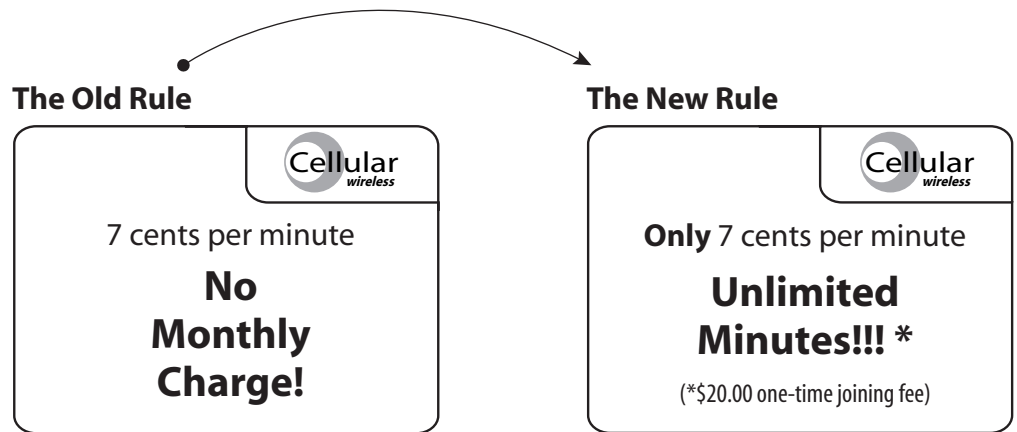 The Old Rule
Cellular
wireless
7 cents per minute
No
Monthly
Charge!
The New Rule
Cellular
wireless
Only 7 cents per minute
Unlimited
Minutes!!! *
(*$20.00 one-time joining fee)